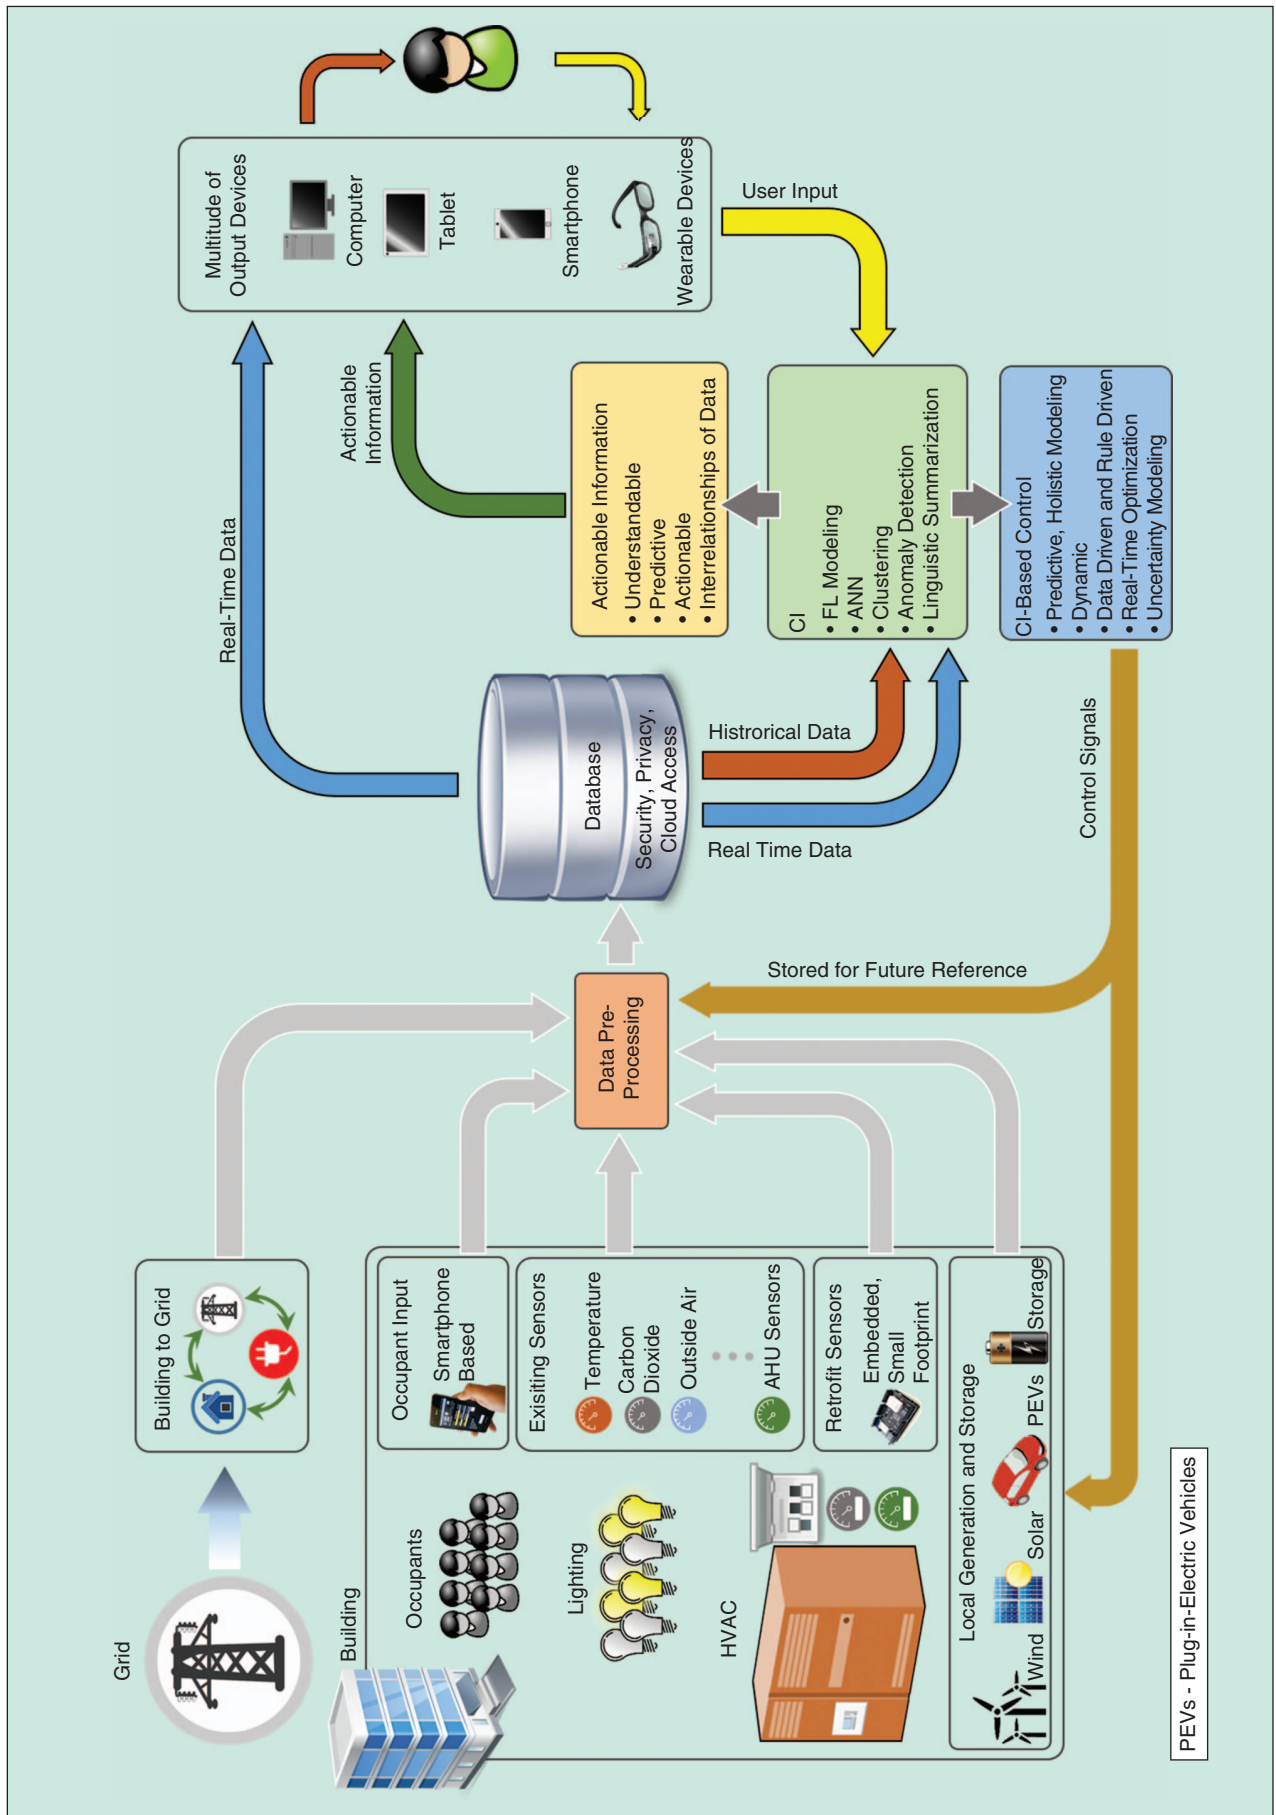 Grid
Building to Grid
Building
Occupants
Lighting
HVAC
Occupant Input
Smartphone
Based
Exisiting Sensors
Temperature
Carbon
Dioxide
Outside Air
AHU Sensors
Retrofit Sensors
Embedded,
Small
Footprint
Local Generation and Storage
Wind
Solar
PEVs
Storage
PEVs - Plug-in-Electric Vehicles
Data Pre-
Processing
Stored for Future Reference
Control Signals
Database
Security, Privacy,
Cloud Access
Real-Time Data
Histrorical Data
Real Time Data
Actionable
Information
Actionable Information
• Understandable
• Predictive
• Actionable
• Interrelationships of Data
CI
• FL Modeling
• ANN
• Clustering
• Anomaly Detection
• Linguistic Summarization
CI-Based Control
• Predictive, Holistic Modeling
• Dynamic
• Data Driven and Rule Driven
• Real-Time Optimization
• Uncertainty Modeling
Multitude of
Output Devices
Computer
Tablet
Smartphone
Wearable Devices
User Input